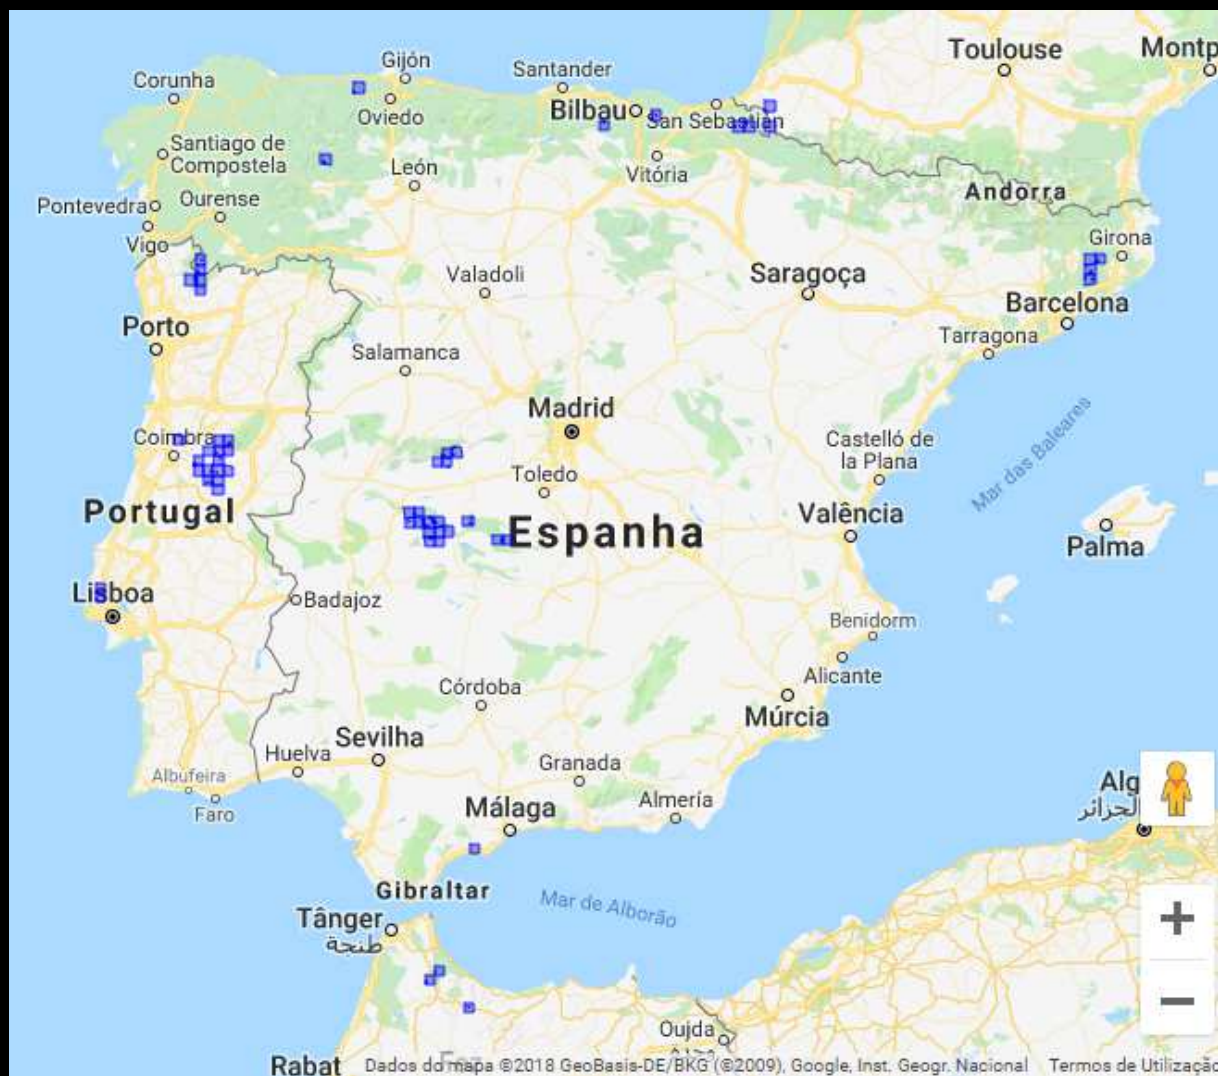 Toulouse
Montp
Gijón
Corunha
Santander
Bilbau
Oviedo
San Sebastián
Santiago de
Compostela
León
Vitória
Andorra
Pontevedra
Ourense
Vigo
Girona
Valadoli
Saragoça
Barcelona
Porto
Tarragona
Salamanca
Madrid
Coimbra
Castelló de
la Plana
Mar das Baleares
Toledo
Portugal
Espanha
Valência
Palma
Lisboa
Badajoz
Benidorm
Alicante
Córdoba
Múrcia
Huelva
Sevilha
Granada
Albufeira
Faro
Málaga
Almería
Alg
الجزائر
Gibraltar
Mar de Alborão
Tânger
طنجة
+
Oujda
−
Rabat
Dados do mapa ©2018 GeoBasis-DE/BKG (©2009), Google, Inst. Geogr. Nacional
Termos de Utilização